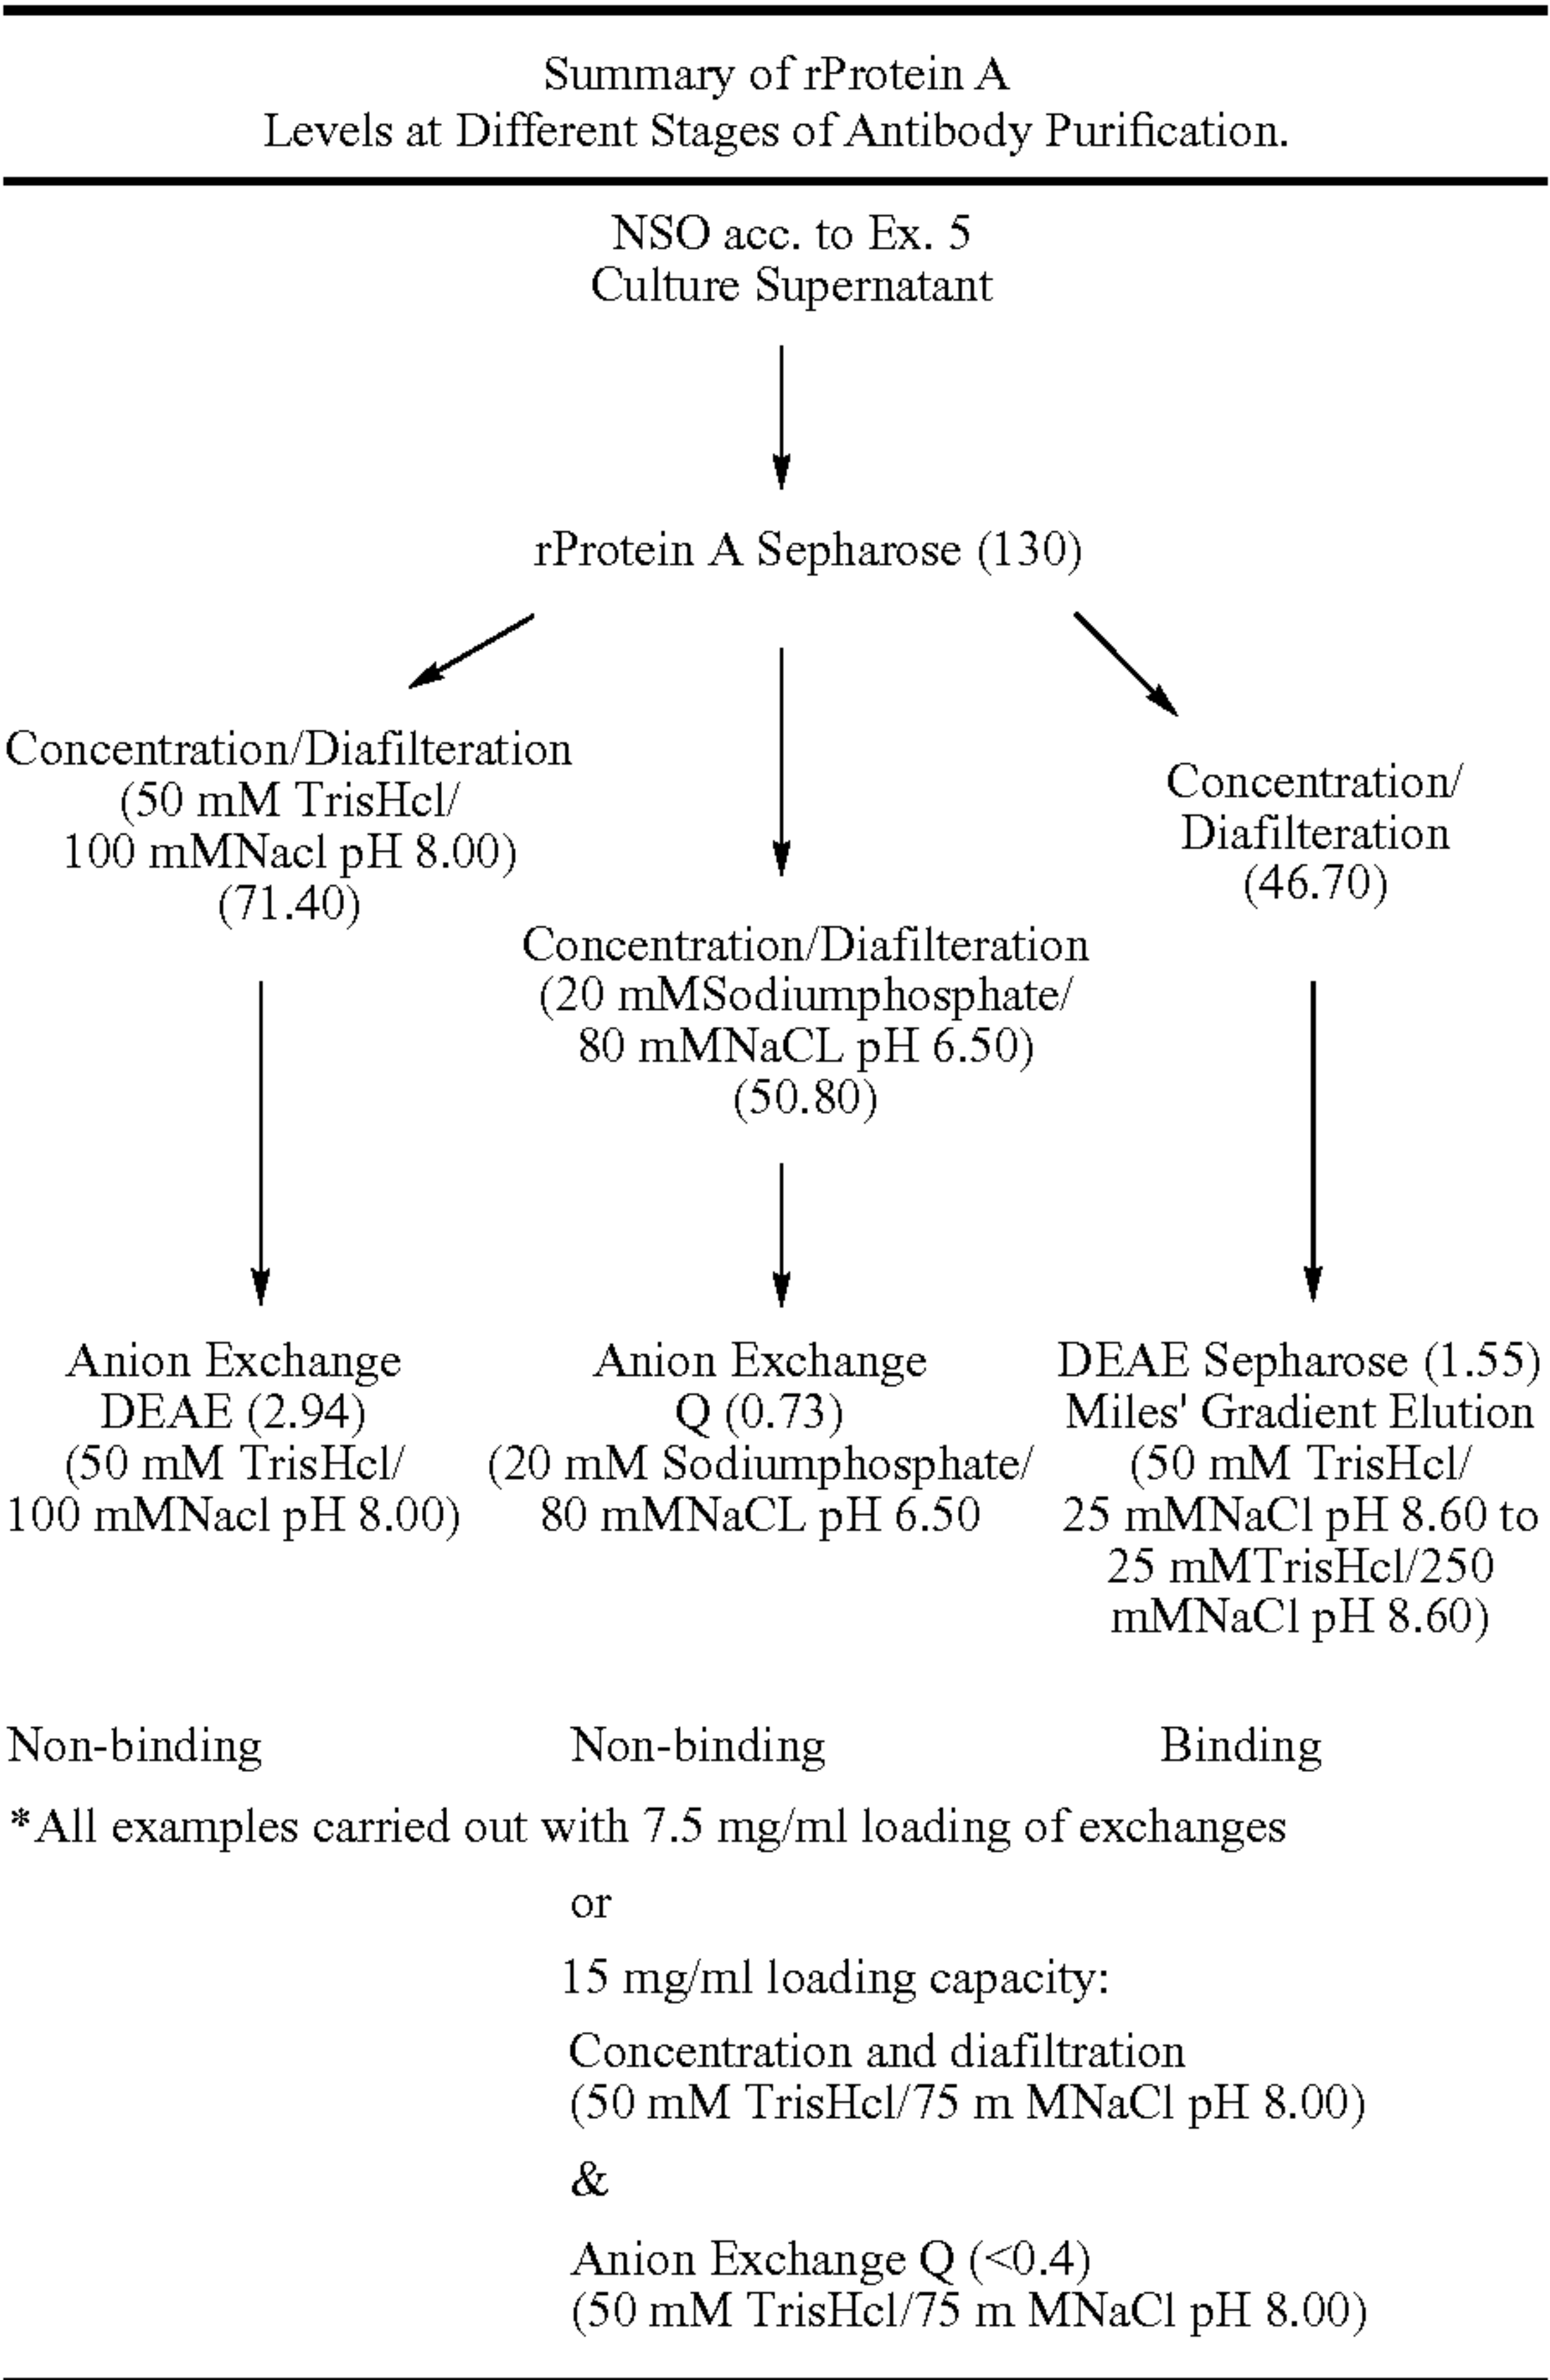 Summary of rProtein A
Levels at Different Stages of Antibody Purification.
NSO acc. to Ex. 5
Culture Supernatant
rProtein A Sepharose (130)
Concentration/Diafilteration
(50 mM TrisHcl/
100 mMNacl pH 8.00)
(71.40)
Concentration/Diafilteration
(20 mMSodiumphosphate/
80 mMNaCL pH 6.50)
(50.80)
Concentration/
Diafilteration
(46.70)
Anion Exchange
DEAE (2.94)
(50 mM TrisHcl/
100 mMNacl pH 8.00)
Anion Exchange
Q (0.73)
(20 mM Sodiumphosphate/
80 mMNaCL pH 6.50
DEAE Sepharose (1.55)
Miles' Gradient Elution
(50 mM TrisHcl/
25 mMNaCl pH 8.60 to
25 mMTrisHcl/250
mMNaCl pH 8.60)
Non-binding
Non-binding
Binding
*All examples carried out with 7.5 mg/ml loading of exchanges
or
15 mg/ml loading capacity:
Concentration and diafiltration
(50 mM TrisHcl/75 m MNaCl pH 8.00)
&
Anion Exchange Q (<0.4)
(50 mM TrisHcl/75 m MNaCl pH 8.00)